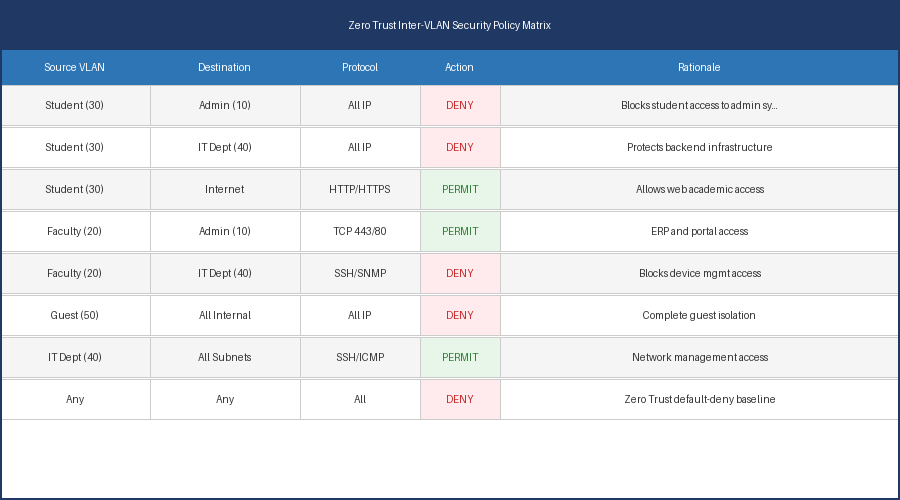 Zero Trust Inter-VLAN Security Policy Matrix
Source VLAN Destination Protocol Action Rationale
Student (30) Admin (10) All IP DENY Blocks student access to admin sy...
Student (30) IT Dept (40) All IP DENY Protects backend infrastructure
Student (30) Internet HTTP/HTTPS PERMIT Allows web academic access
Faculty (20) Admin (10) TCP 443/80 PERMIT ERP and portal access
Faculty (20) IT Dept (40) SSH/SNMP DENY Blocks device mgmt access
Guest (50) All Internal All IP DENY Complete guest isolation
IT Dept (40) All Subnets SSH/ICMP PERMIT Network management access
Any Any All DENY Zero Trust default-deny baseline